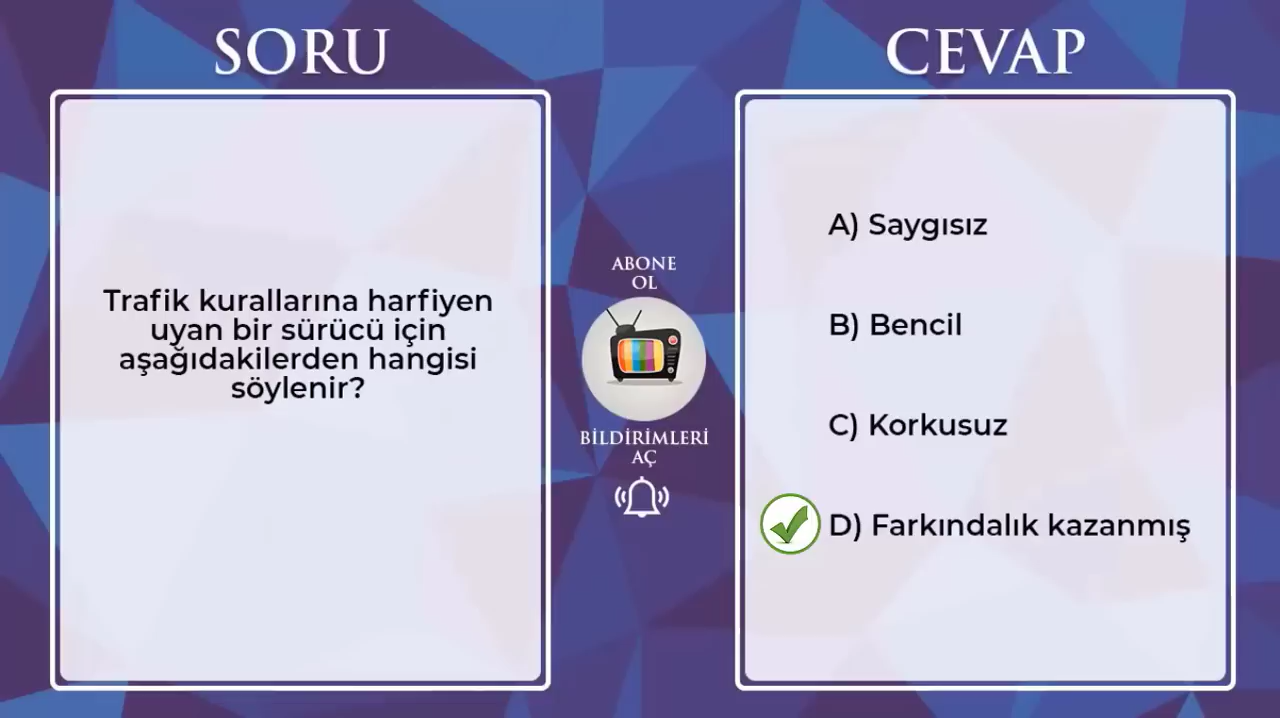 SORU
Trafik kurallarına harfiyen
uyan bir sürücü için
aşağıdakilerden hangisi
söylenir?
ABONE
OL
BİLDİRİMLERİ
AÇ
CEVAP
A) Saygısız
B) Bencil
C) Korkusuz
D) Farkındalık kazanmış